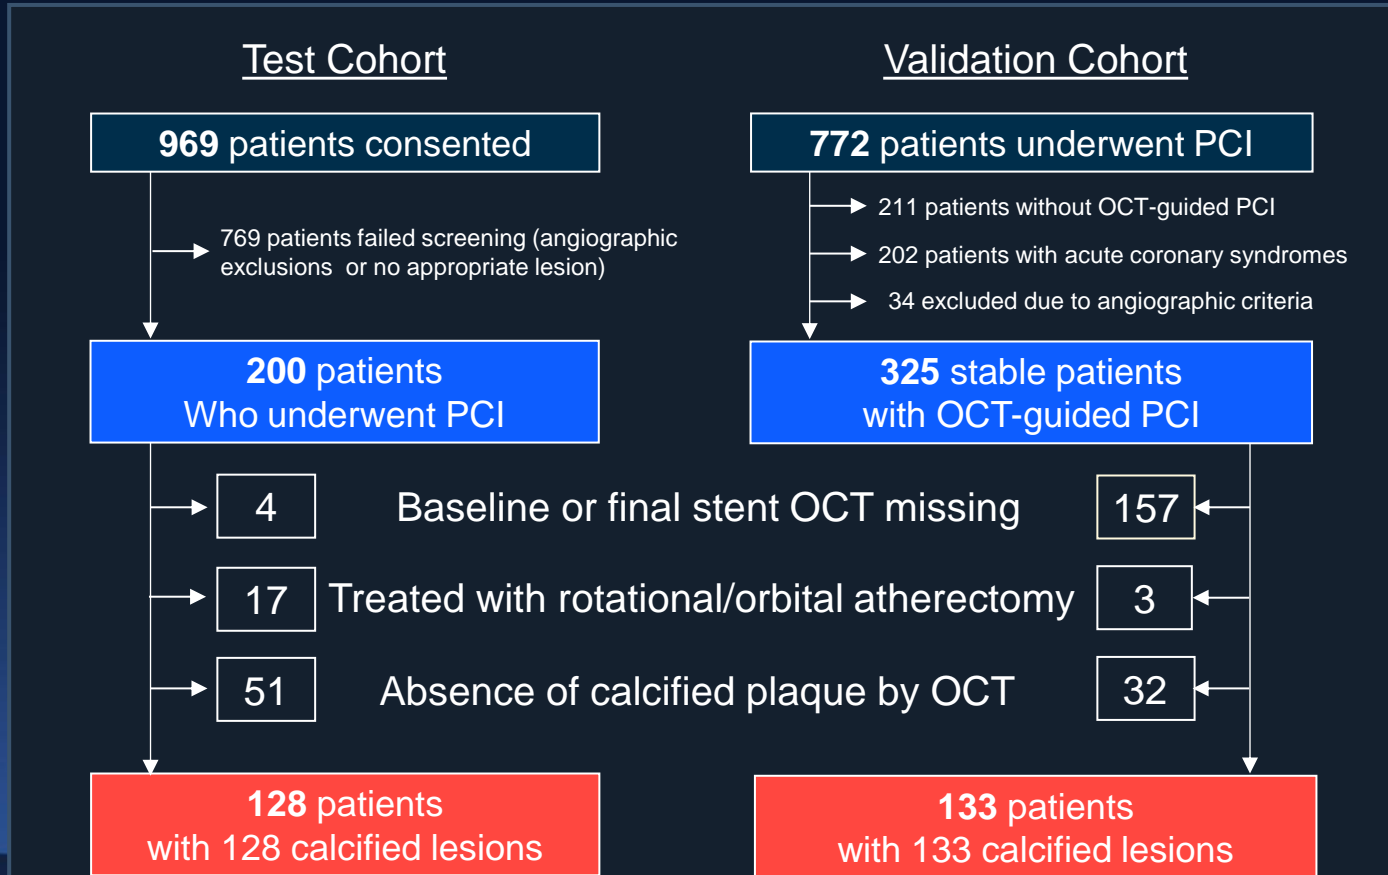 Test Cohort
969 patients consented
769 patients failed screening (angiographic
exclusions or no appropriate lesion)
200 patients
Who underwent PCI
Validation Cohort
772 patients underwent PCI
211 patients without OCT-guided PCI
202 patients with acute coronary syndromes
34 excluded due to angiographic criteria
325 stable patients
with OCT-guided PCI
4 Baseline or final stent OCT missing 157
17 Treated with rotational/orbital atherectomy 3
51 Absence of calcified plaque by OCT 32
128 patients
with 128 calcified lesions
133 patients
with 133 calcified lesions